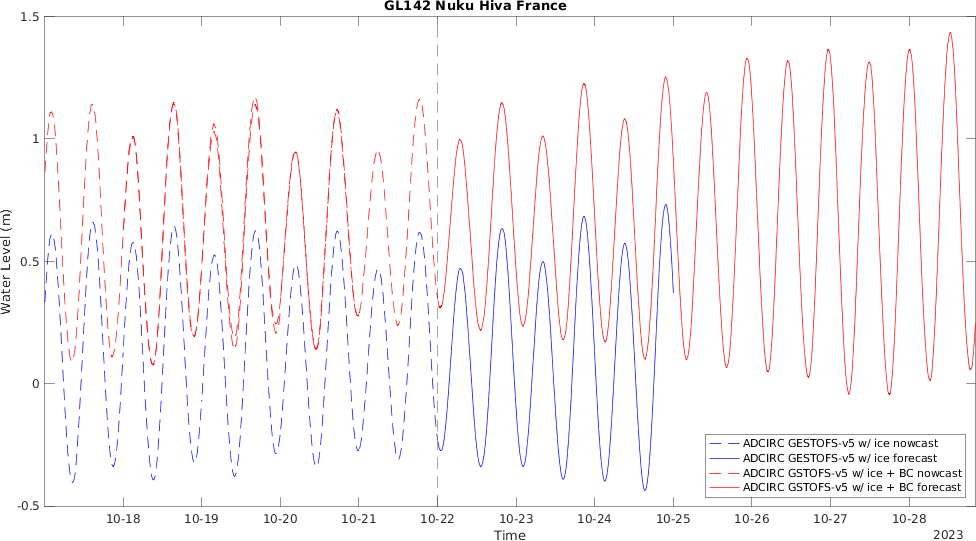 GL142 Nuku Hiva France
1.5
1
0.5
0
-0.5
Water Level (m)
10-18 10-19 10-20 10-21 10-22 10-23 10-24 10-25 10-26 10-27 10-28
Time
2023
ADCIRC GESTOFS-v5 w/ ice nowcast
ADCIRC GESTOFS-v5 w/ ice forecast
ADCIRC GSTOFS-v5 w/ ice + BC nowcast
ADCIRC GSTOFS-v5 w/ ice + BC forecast